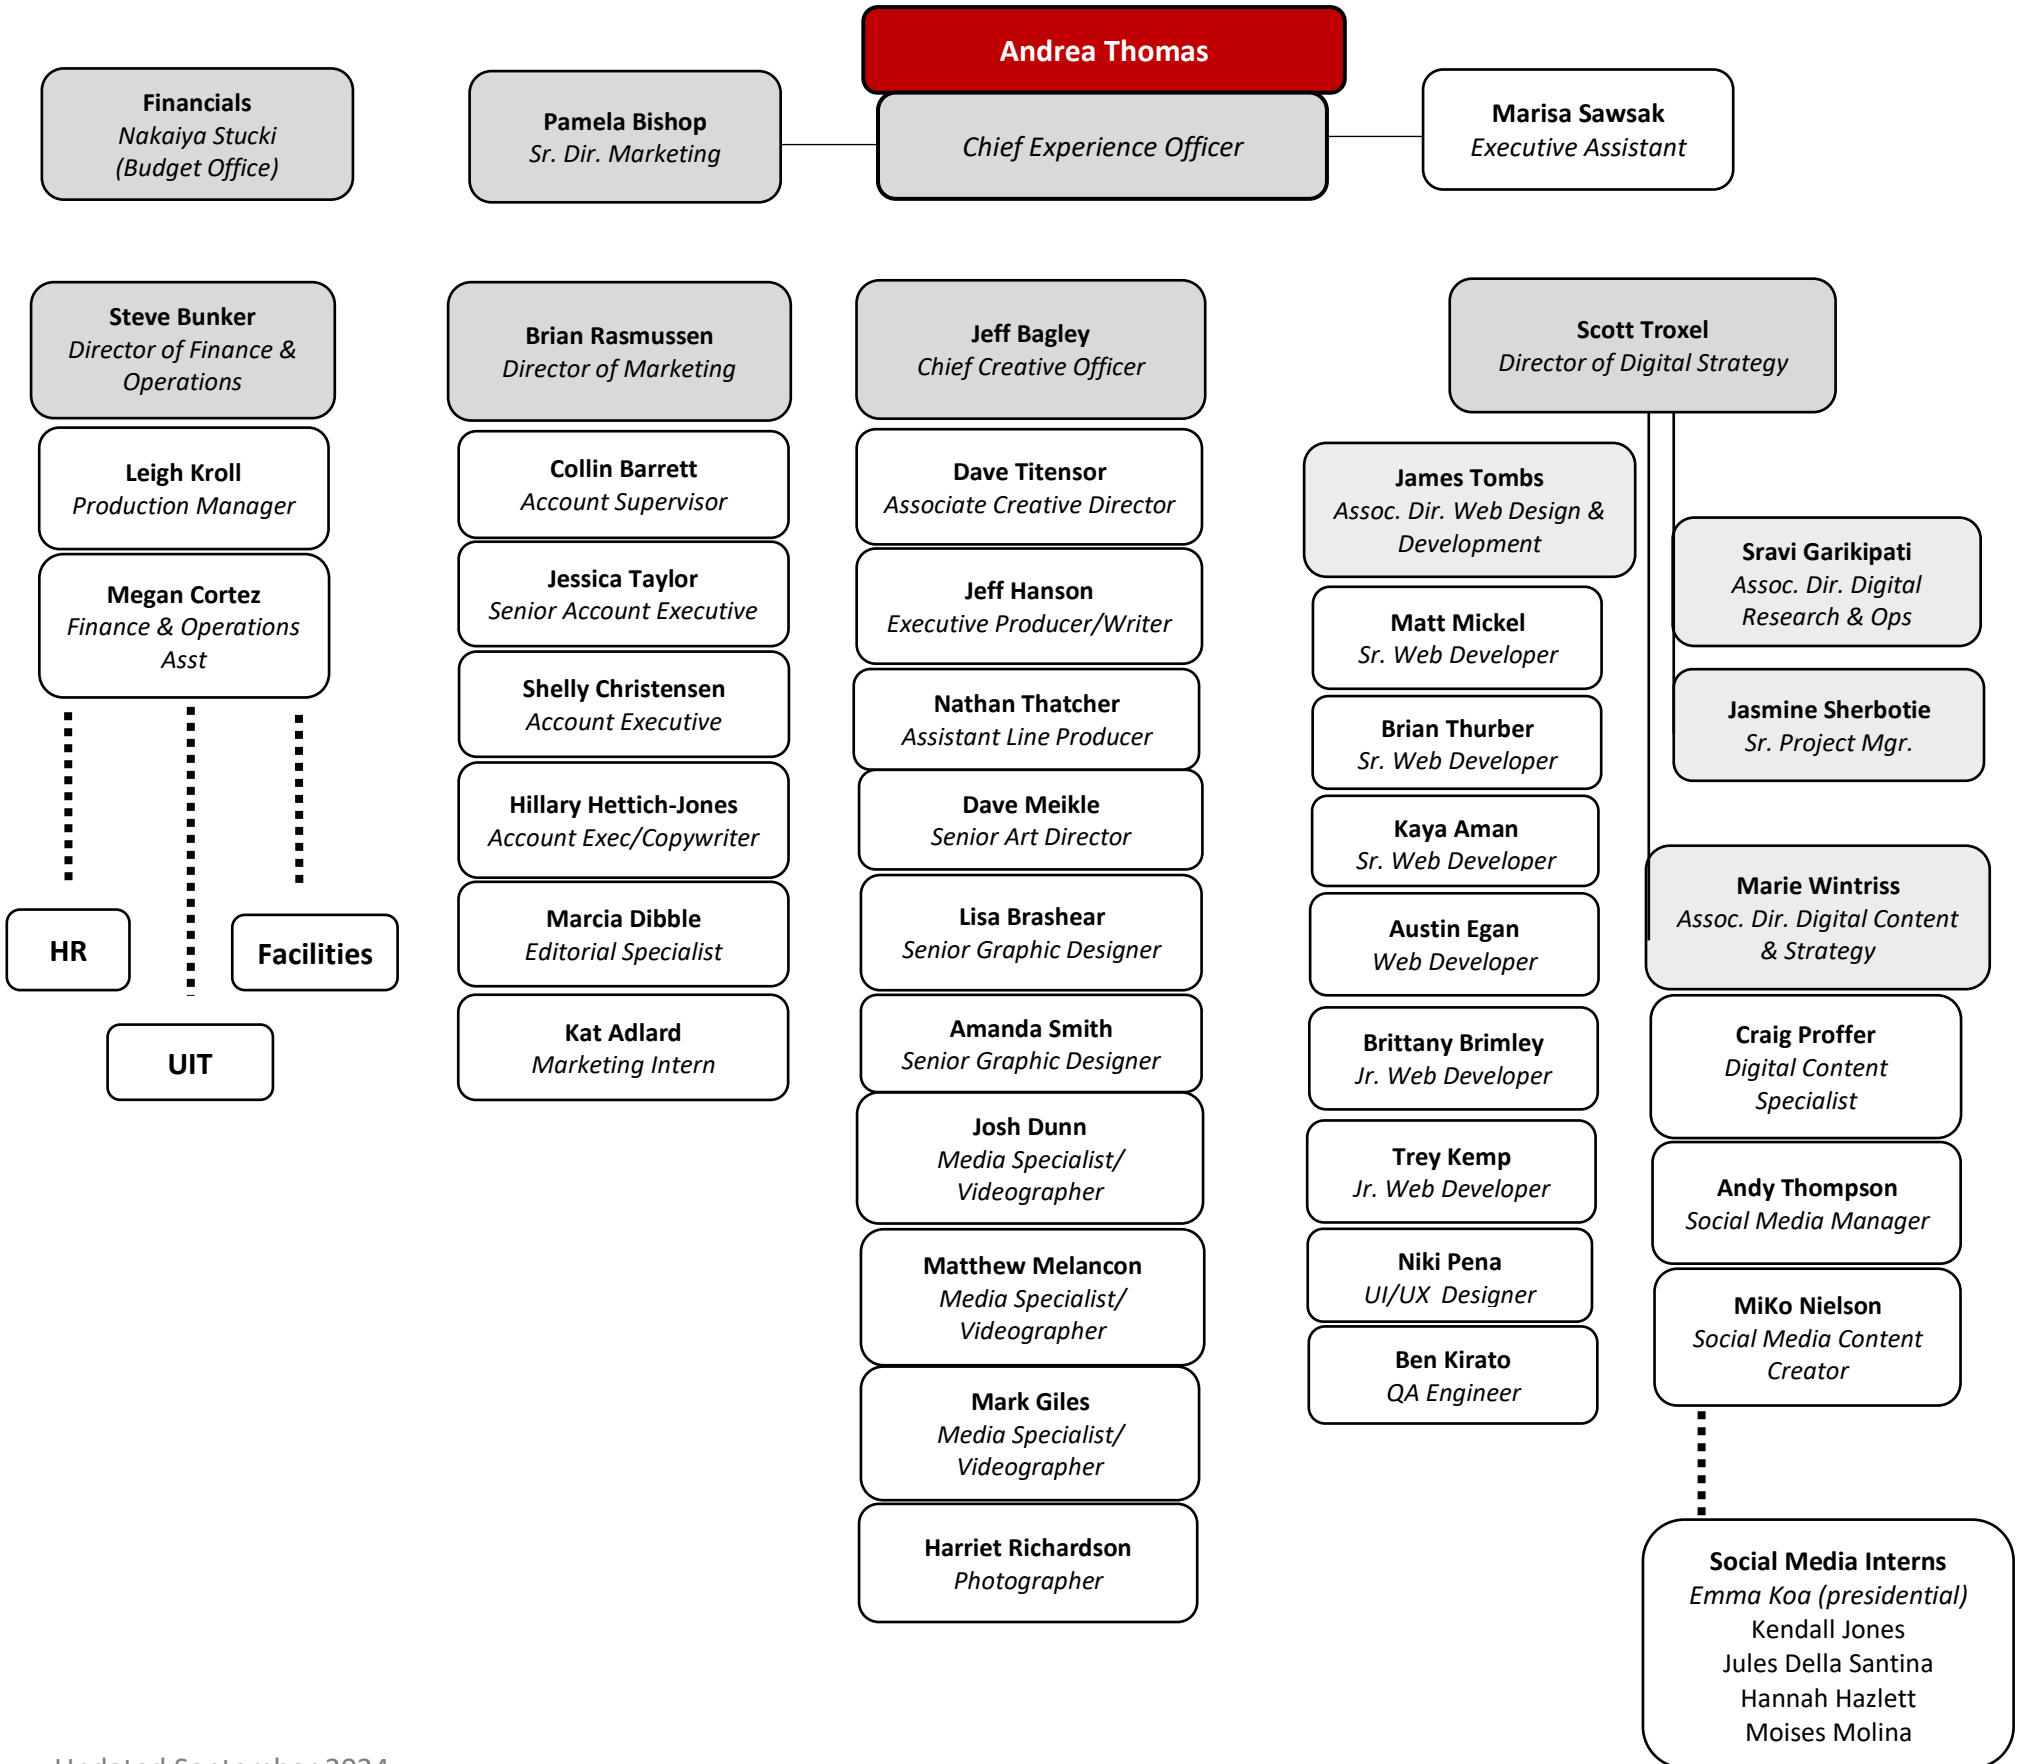 Andrea Thomas
Chief Experience Officer
Financials
Nakaiya Stucki
(Budget Office)
Pamela Bishop
Sr. Dir. Marketing
Marisa Sawsak
Executive Assistant
Steve Bunker
Director of Finance &
Operations
Leigh Kroll
Production Manager
Megan Cortez
Finance & Operations
Asst
HR
Facilities
UIT
Brian Rasmussen
Director of Marketing
Collin Barrett
Account Supervisor
Jessica Taylor
Senior Account Executive
Shelly Christensen
Account Executive
Hillary Hettich-Jones
Account Exec/Copywriter
Marcia Dibble
Editorial Specialist
Kat Adlard
Marketing Intern
Jeff Bagley
Chief Creative Officer
Dave Titensor
Associate Creative Director
Jeff Hanson
Executive Producer/Writer
Nathan Thatcher
Assistant Line Producer
Dave Meikle
Senior Art Director
Lisa Brashear
Senior Graphic Designer
Amanda Smith
Senior Graphic Designer
Josh Dunn
Media Specialist/
Videographer
Matthew Melancon
Media Specialist/
Videographer
Mark Giles
Media Specialist/
Videographer
Harriet Richardson
Photographer
Scott Troxel
Director of Digital Strategy
James Tombs
Assoc. Dir. Web Design &
Development
Matt Mickel
Sr. Web Developer
Brian Thurber
Sr. Web Developer
Kaya Aman
Sr. Web Developer
Austin Egan
Web Developer
Brittany Brimley
Jr. Web Developer
Trey Kemp
Jr. Web Developer
Niki Pena
UI/UX Designer
Ben Kirato
QA Engineer
Sravi Garikipati
Assoc. Dir. Digital
Research & Ops
Jasmine Sherbotie
Sr. Project Mgr.
Marie Wintriss
Assoc. Dir. Digital Content
& Strategy
Craig Proffer
Digital Content
Specialist
Andy Thompson
Social Media Manager
MiKo Nielson
Social Media Content
Creator
Social Media Interns
Emma Koa (presidential)
Kendall Jones
Jules Della Santina
Hannah Hazlett
Moises Molina
Updated September 2024